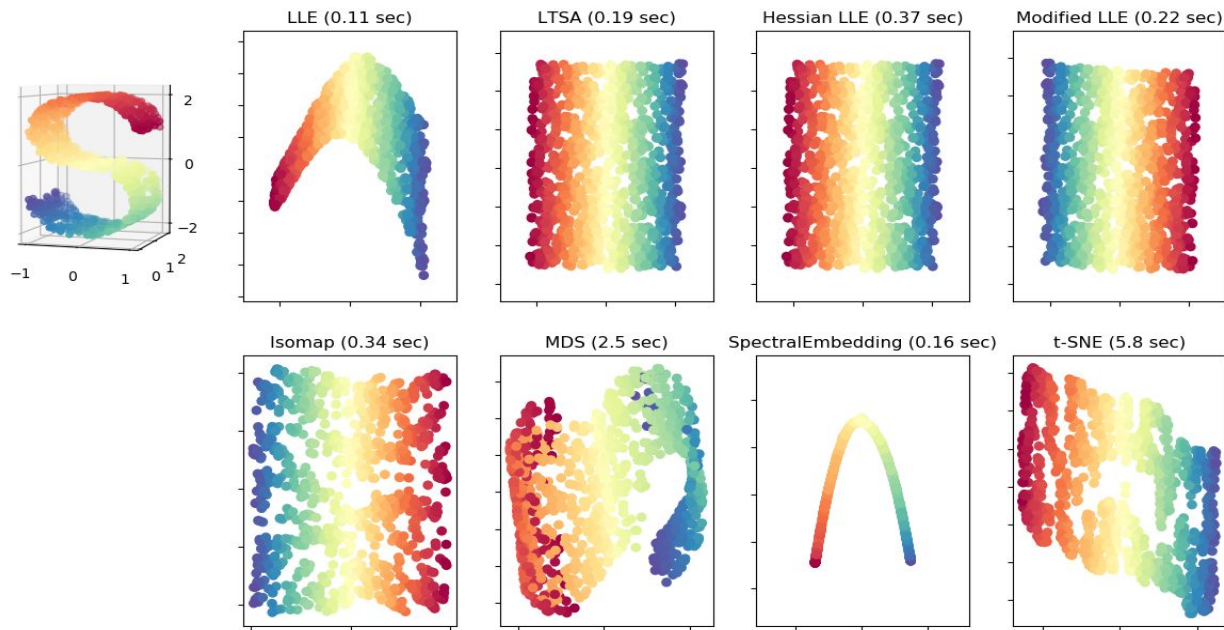 LLE (0.11 sec)
LTSA (0.19 sec)
Hessian LLE (0.37 sec)
Modified LLE (0.22 sec)
2
0
−2
−1
0
1
0
1
2
Isomap (0.34 sec)
MDS (2.5 sec)
SpectralEmbedding (0.16 sec)
t-SNE (5.8 sec)